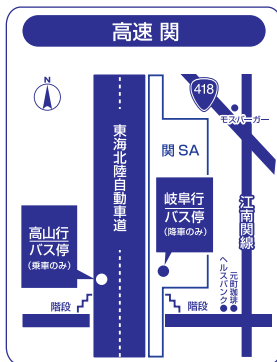 高速 関
N
418
モスバーガー
東海北陸自動車道
関 SA
江南関線
岐阜行
バス停
(降車のみ)
高山行
バス停
(乗車のみ)
元町珈琲
ヘルスバンク
階段
階段